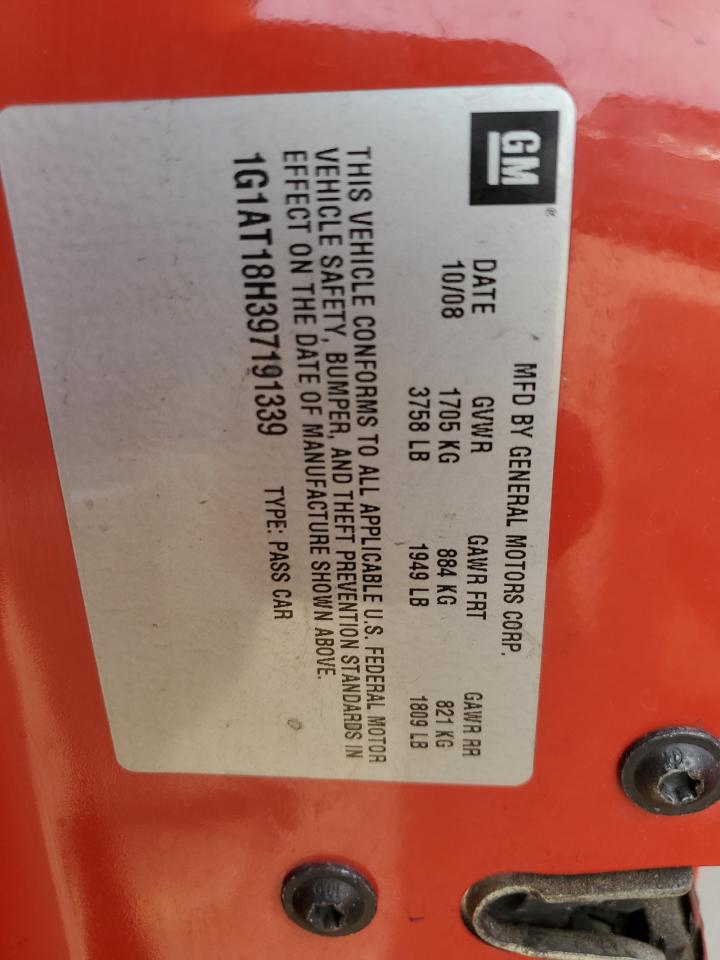 GM®
MFD BY GENERAL MOTORS CORP.
DATE GVWR GAWR FRT GAWR RR
10/08 1705 KG 884 KG 821 KG
3758 LB 1949 LB 1809 LB
THIS VEHICLE CONFORMS TO ALL APPLICABLE U.S. FEDERAL MOTOR
VEHICLE SAFETY, BUMPER, AND THEFT PREVENTION STANDARDS IN
EFFECT ON THE DATE OF MANUFACTURE SHOWN ABOVE.
1G1AT18H397191339 TYPE: PASS CAR